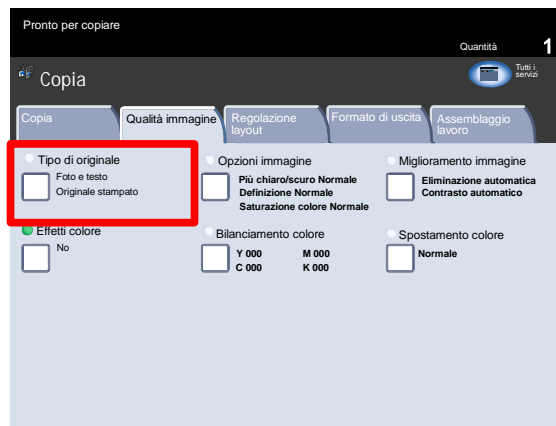 Pronto per copiare
Quantità 1
Copia
Tutti i
servizi
Copia
Qualità immagine
Regolazione
layout
Formato di uscita
Assemblaggio
lavoro
Tipo di originale
Foto e testo
Originale stampato
Opzioni immagine
Più chiaro/scuro Normale
Definizione Normale
Saturazione colore Normale
Miglioramento immagine
Eliminazione automatica
Contrasto automatico
Effetti colore
No
Bilanciamento colore
Y 000 M 000
C 000 K 000
Spostamento colore
Normale